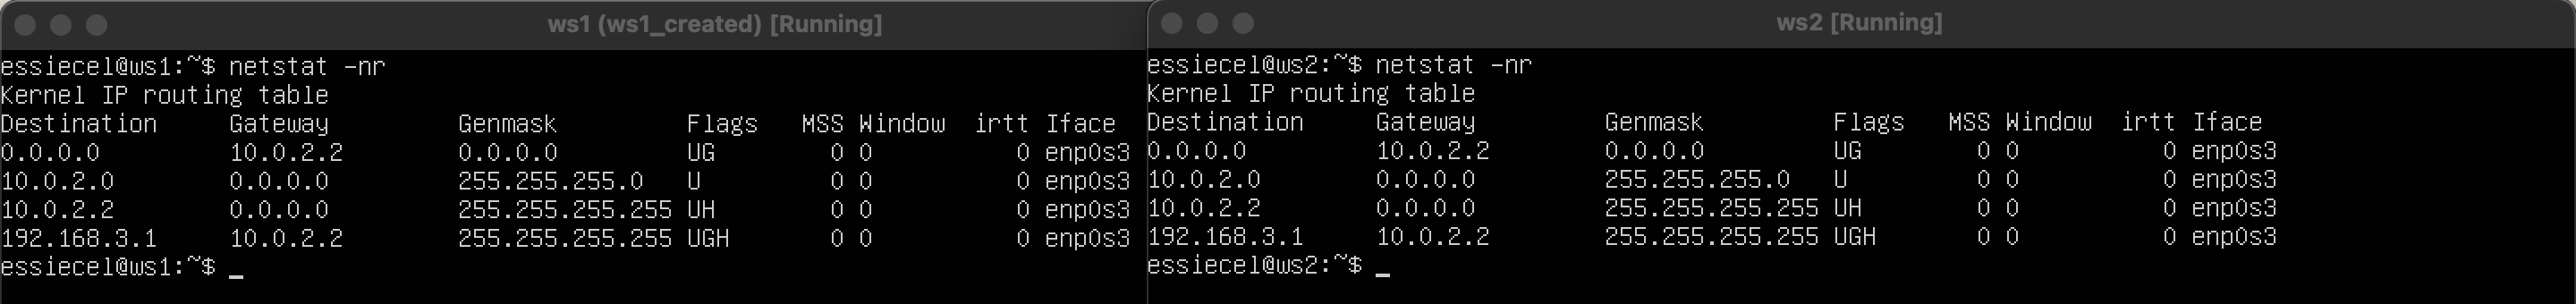 ws1 (ws1_created) [Running]
essiecel@ws1:~$ netstat -nr
Kernel IP routing table
Destination     Gateway         Genmask         Flags   MSS Window  irtt Iface
0.0.0.0         10.0.2.2        0.0.0.0         UG        0 0          0 enp0s3
10.0.2.0        0.0.0.0         255.255.255.0   U         0 0          0 enp0s3
10.0.2.2        0.0.0.0         255.255.255.255 UH        0 0          0 enp0s3
192.168.3.1     10.0.2.2        255.255.255.255 UGH       0 0          0 enp0s3
essiecel@ws1:~$ _
ws2 [Running]
essiecel@ws2:~$ netstat -nr
Kernel IP routing table
Destination     Gateway         Genmask         Flags   MSS Window  irtt Iface
0.0.0.0         10.0.2.2        0.0.0.0         UG        0 0          0 enp0s3
10.0.2.0        0.0.0.0         255.255.255.0   U         0 0          0 enp0s3
10.0.2.2        0.0.0.0         255.255.255.255 UH        0 0          0 enp0s3
192.168.3.1     10.0.2.2        255.255.255.255 UGH       0 0          0 enp0s3
essiecel@ws2:~$ _